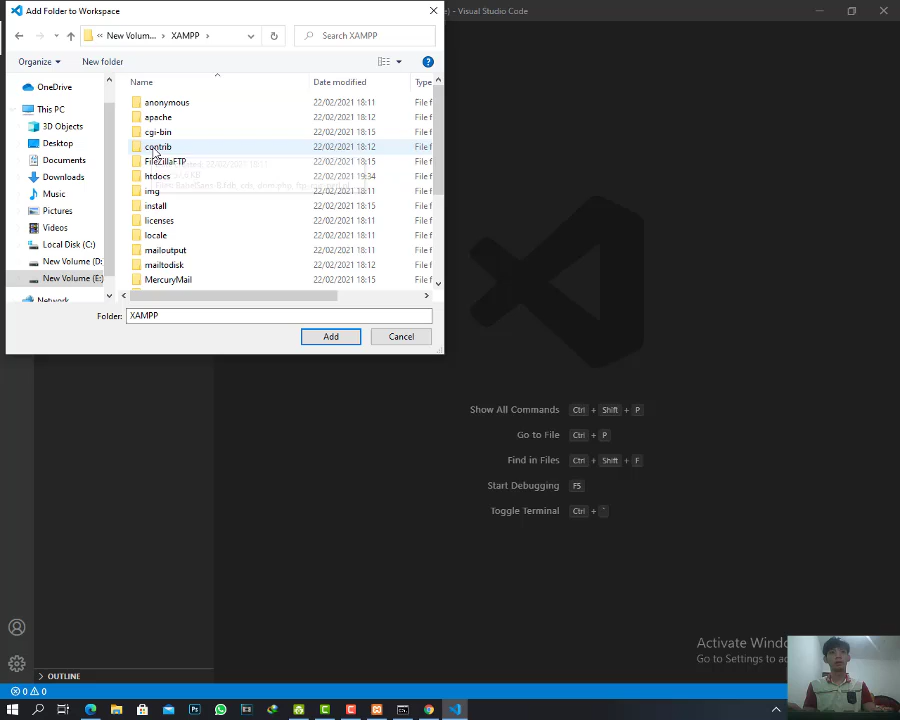 Add Folder to Workspace
- Visual Studio Code
« New Volum... > XAMPP >
Search XAMPP
Organize
New folder
Name
Date modified
Type
OneDrive
This PC
3D Objects
Desktop
Documents
Downloads
Music
Pictures
Videos
Local Disk (C:)
New Volume (D:
New Volume (E:)
Network
anonymous 22/02/2021 18:11 File f
apache 22/02/2021 18:12 File f
cgi-bin 22/02/2021 18:15 File f
contrib 22/02/2021 18:12 File f
FileZillaFTP 22/02/2021 18:15 File f
htdocs 22/02/2021 19:34 File f
img 22/02/2021 18:11 File f
install 22/02/2021 18:15 File f
licenses 22/02/2021 18:11 File f
locale 22/02/2021 18:11 File f
mailoutput 22/02/2021 18:11 File f
mailtodisk 22/02/2021 18:12 File f
MercuryMail 22/02/2021 18:15 File f
Folder: XAMPP
Add
Cancel
Show All Commands Ctrl + Shift + P
Go to File Ctrl + P
Find in Files Ctrl + Shift + F
Start Debugging F5
Toggle Terminal Ctrl + `
Activate Windo
Go to Settings to a
OUTLINE
0 0